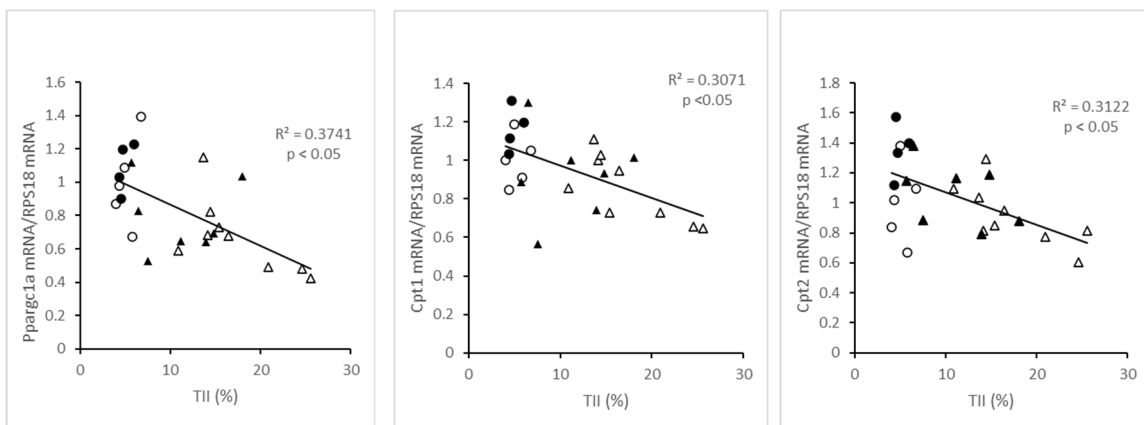 R² = 0.3741
p < 0.05
Ppargc1a mRNA/RPS18 mRNA
1.6
1.4
1.2
1
0.8
0.6
0.4
0.2
0
0 10 20 30
TII (%)
R² = 0.3071
p <0.05
Cpt1 mRNA/RPS18 mRNA
1.4
1.2
1
0.8
0.6
0.4
0.2
0
0 10 20 30
TII (%)
R² = 0.3122
p < 0.05
Cpt2 mRNA/RPS18 mRNA
1.8
1.6
1.4
1.2
1
0.8
0.6
0.4
0.2
0
0 10 20 30
TII (%)